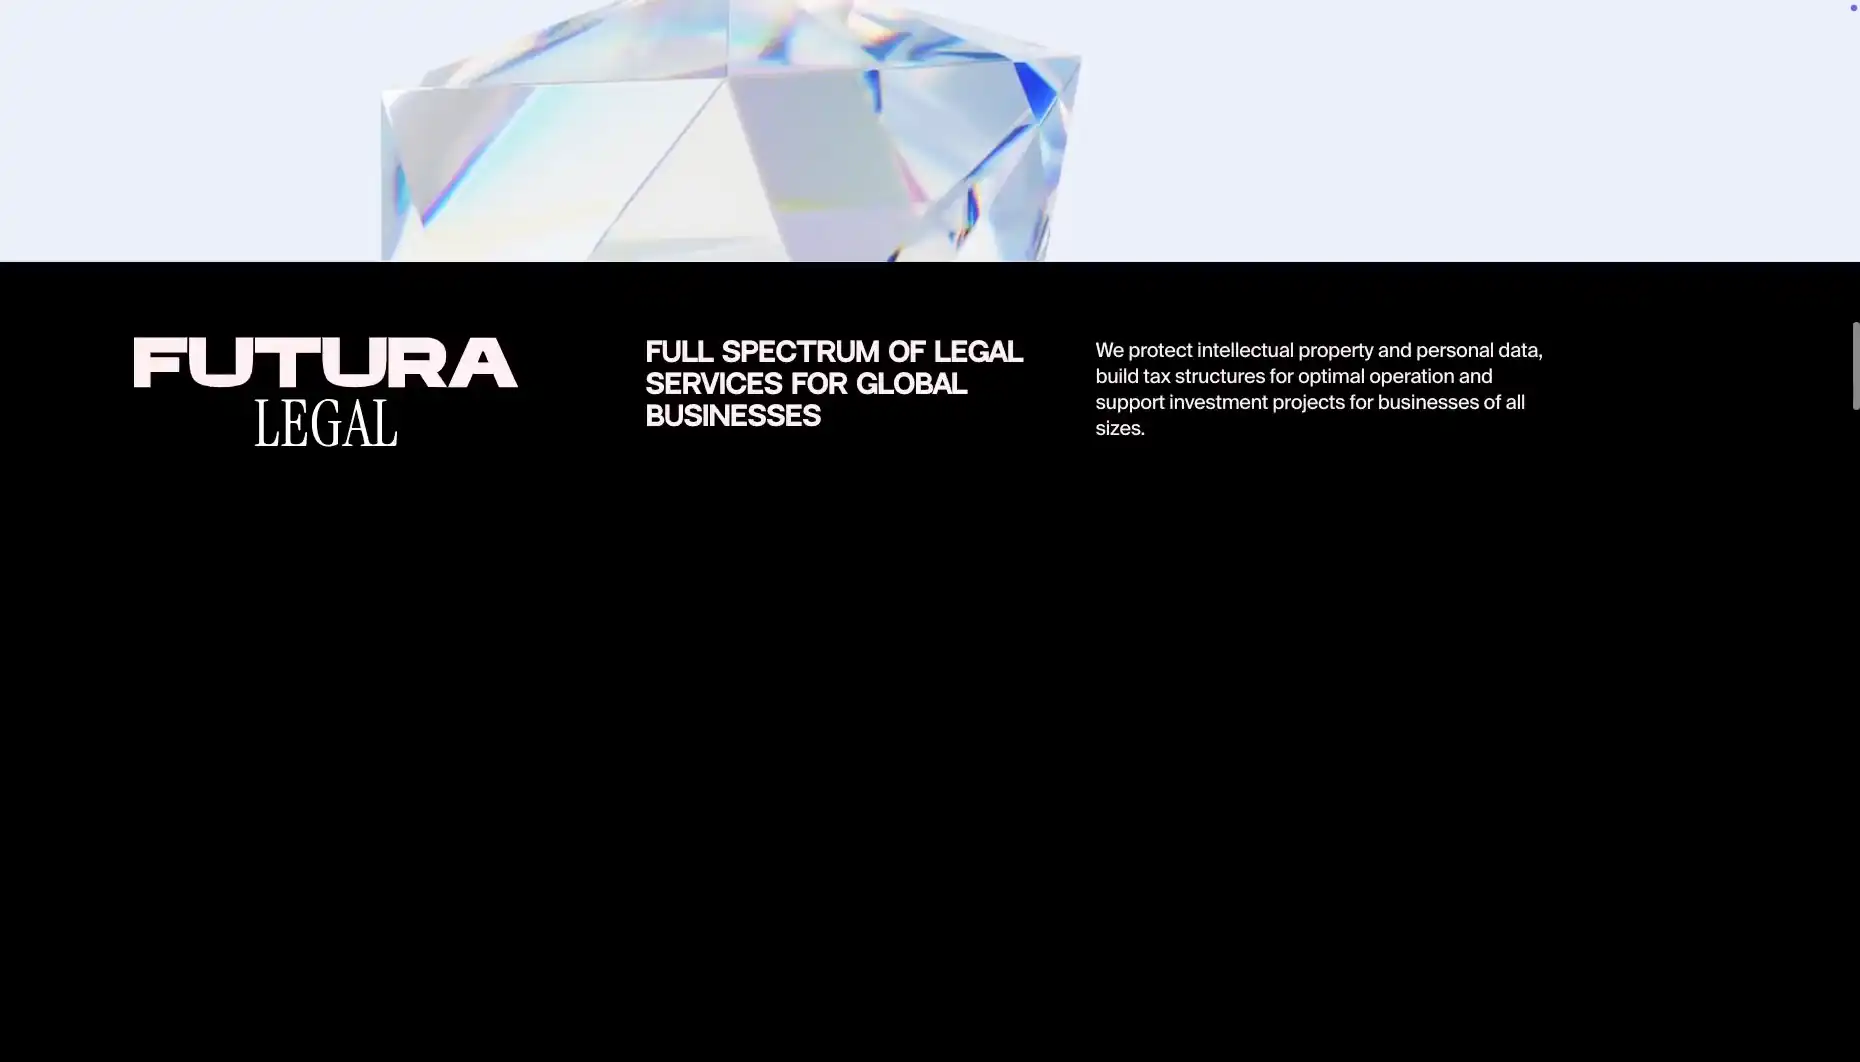 FUTURA
LEGAL
FULL SPECTRUM OF LEGAL
SERVICES FOR GLOBAL
BUSINESSES
We protect intellectual property and personal data,
build tax structures for optimal operation and
support investment projects for businesses of all
sizes.